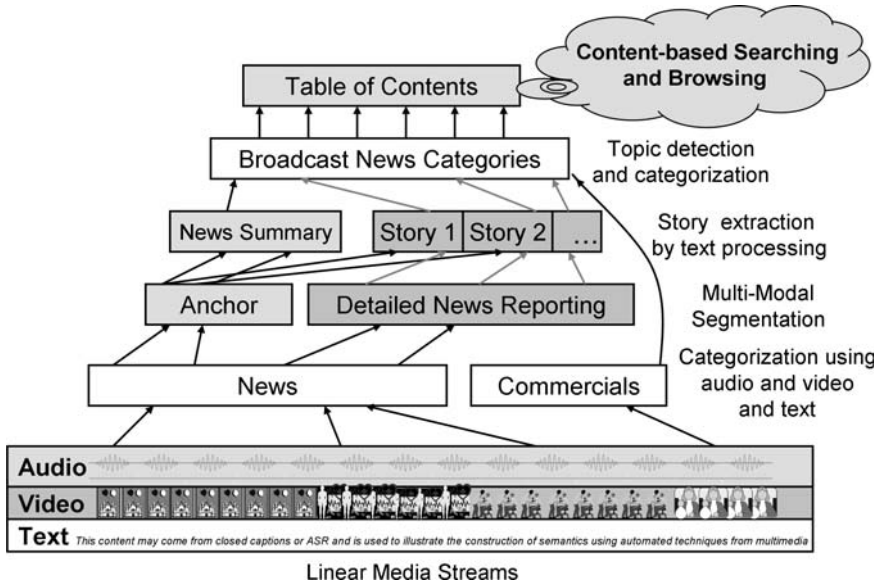 Content-based Searching
and Browsing
Table of Contents
Broadcast News Categories
Topic detection
and categorization
News Summary
Story 1
Story 2
...
Story extraction
by text processing
Anchor
Detailed News Reporting
Multi-Modal
Segmentation
News
Commercials
Categorization using
audio and video
and text
Audio
Video
Text This content may come from closed captions or ASR and is used to illustrate the construction of semantics using automated techniques from multimedia
Linear Media Streams